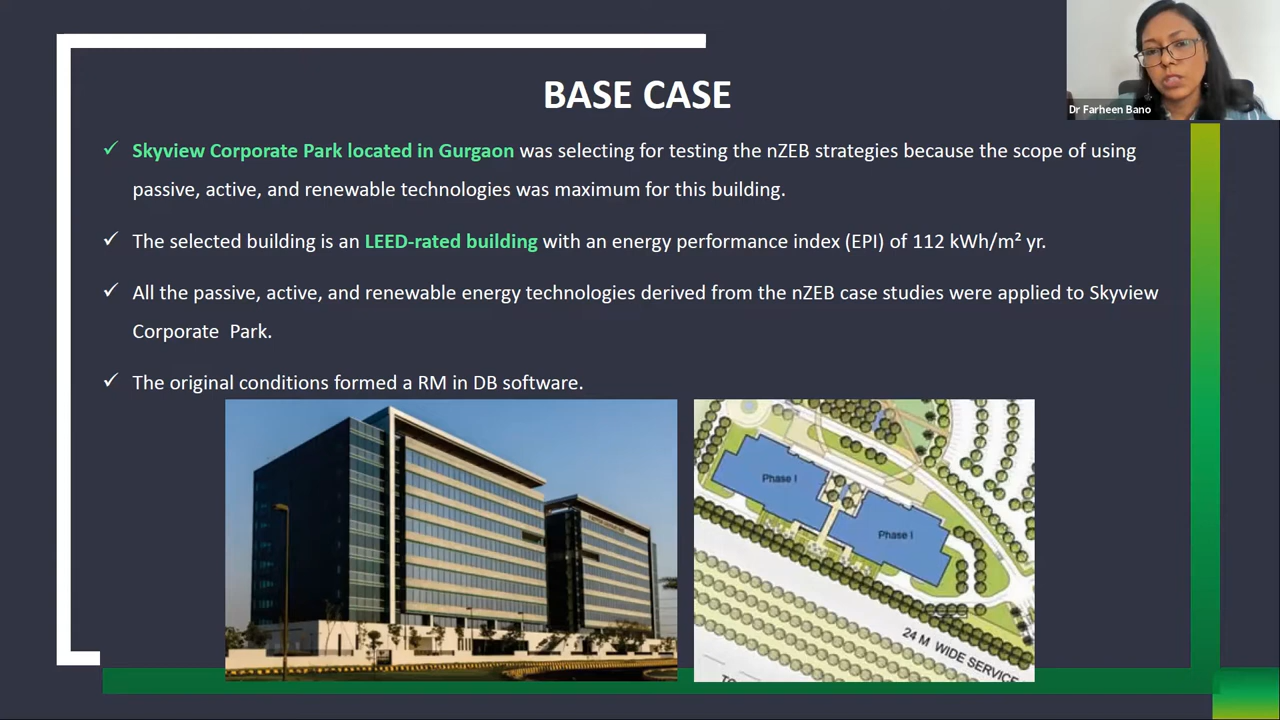 BASE CASE
Dr Farheen Bano
✓ Skyview Corporate Park located in Gurgaon was selecting for testing the nZEB strategies because the scope of using
passive, active, and renewable technologies was maximum for this building.
✓ The selected building is an LEED-rated building with an energy performance index (EPI) of 112 kWh/m² yr.
✓ All the passive, active, and renewable energy technologies derived from the nZEB case studies were applied to Skyview
Corporate Park.
✓ The original conditions formed a RM in DB software.
Phase I
Phase I
24 M WIDE SERVICE